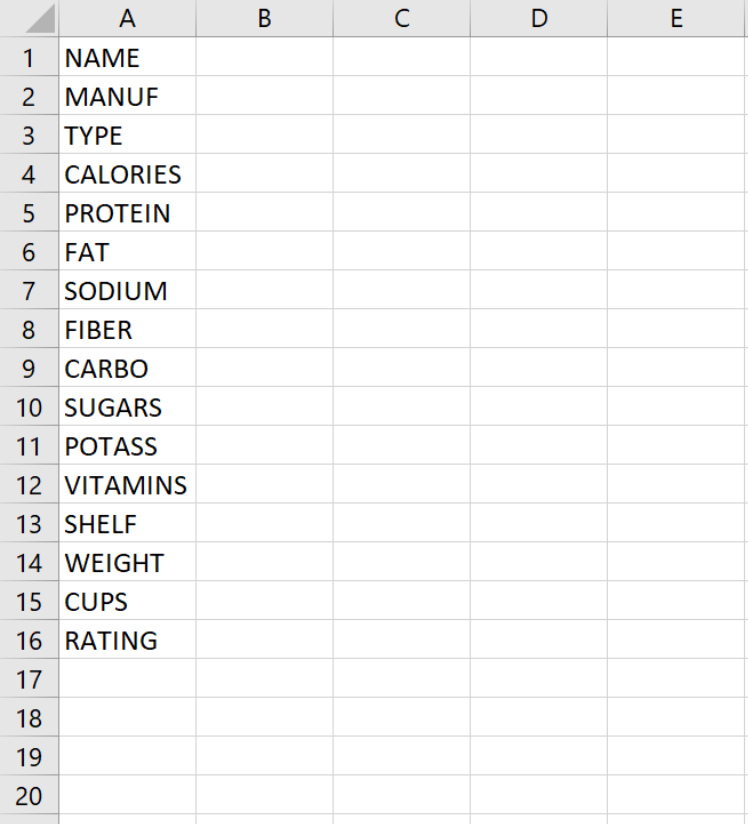 A B C D E
1 NAME
2 MANUF
3 TYPE
4 CALORIES
5 PROTEIN
6 FAT
7 SODIUM
8 FIBER
9 CARBO
10 SUGARS
11 POTASS
12 VITAMINS
13 SHELF
14 WEIGHT
15 CUPS
16 RATING
17
18
19
20